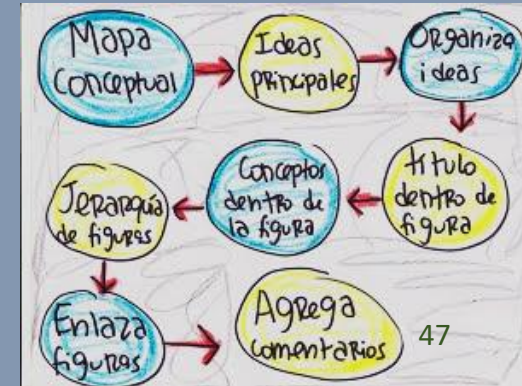 Mapa
Conceptual
Ideas
principales
Organiza
ideas
título
dentro de
figura
Conceptos
dentro de
la figura
Jerarquía
de figuras
Enlaza
figuras
Agrega
comentarios
47